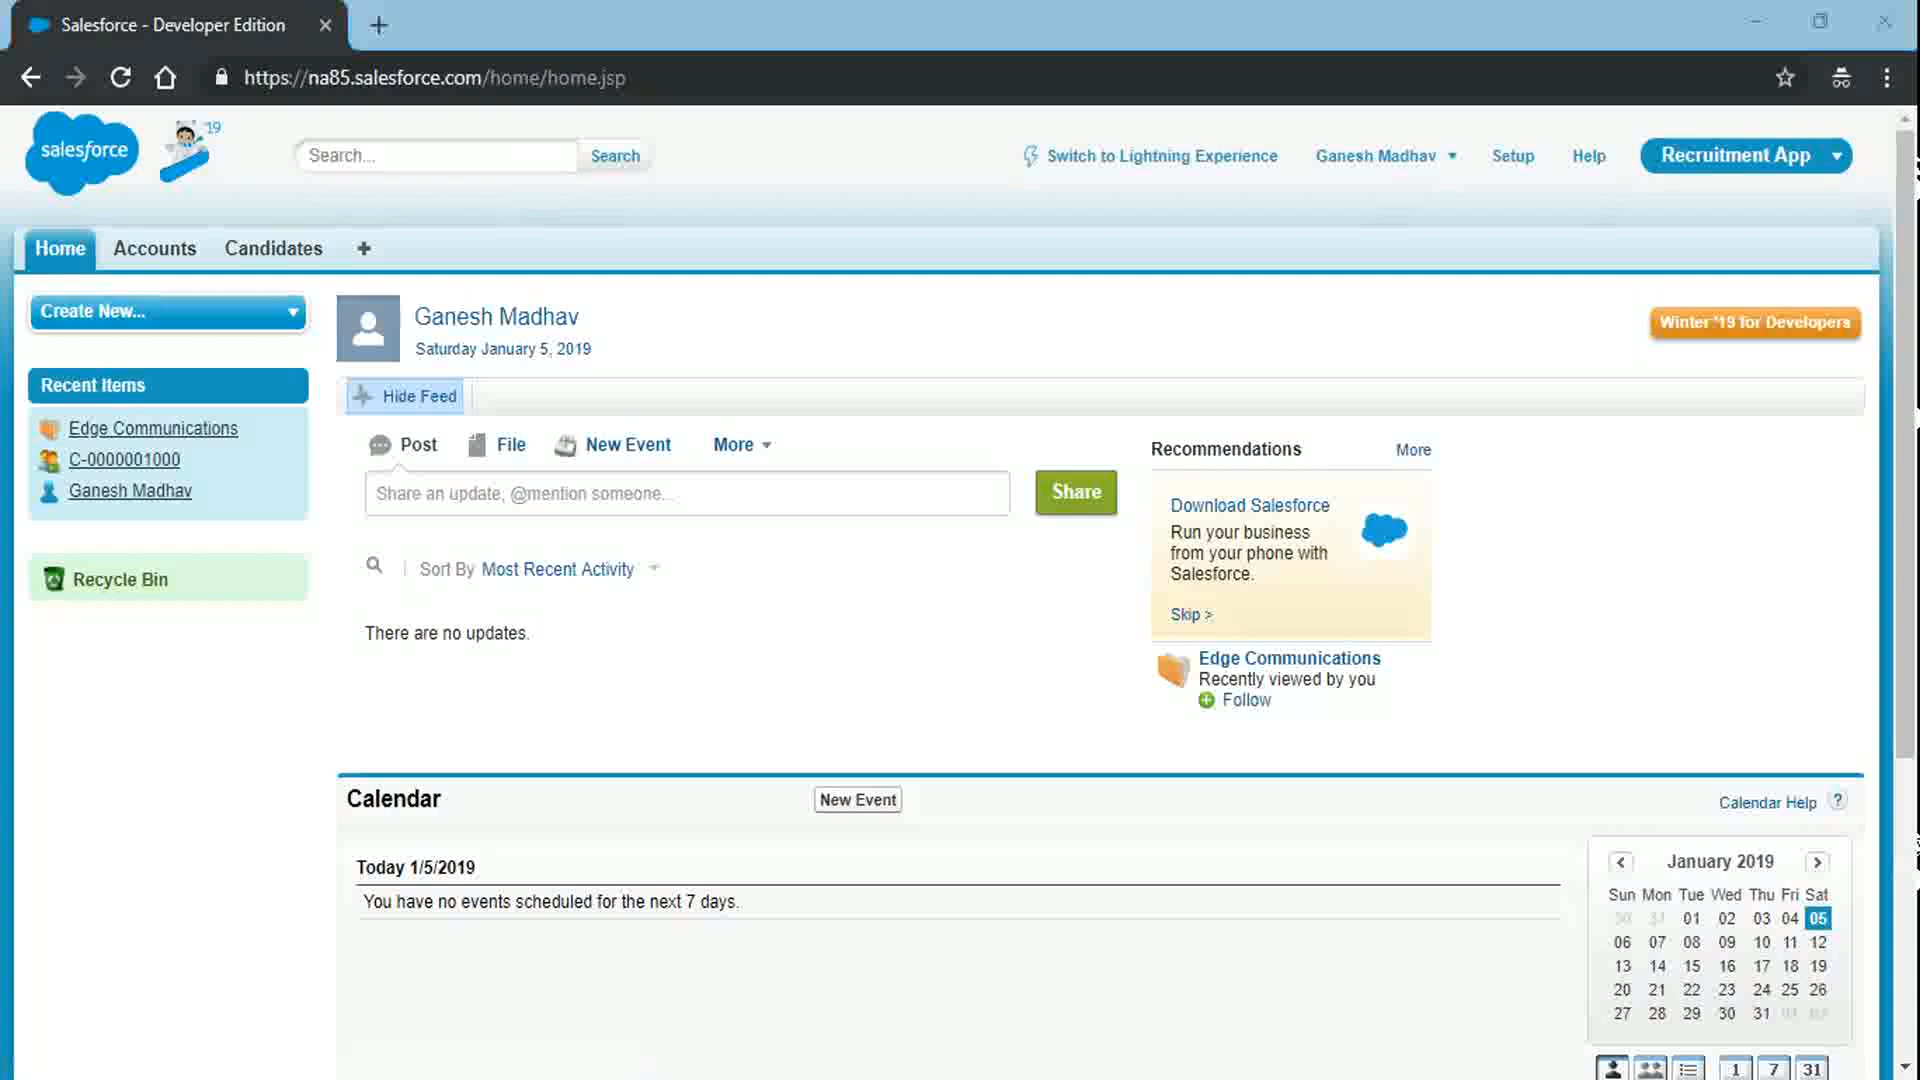 Salesforce - Developer Edition
https://na85.salesforce.com/home/home.jsp
salesforce
'19
Search...
Search
Switch to Lightning Experience
Ganesh Madhav
Setup
Help
Recruitment App
Home
Accounts
Candidates
Create New...
Ganesh Madhav
Saturday January 5, 2019
Winter '19 for Developers
Recent Items
Edge Communications
C-0000001000
Ganesh Madhav
Recycle Bin
Hide Feed
Post
File
New Event
More
Share an update, @mention someone...
Share
Sort By Most Recent Activity
There are no updates.
Recommendations
More
Download Salesforce
Run your business
from your phone with
Salesforce.
Skip >
Edge Communications
Recently viewed by you
Follow
Calendar
New Event
Calendar Help
?
Today 1/5/2019
You have no events scheduled for the next 7 days.
January 2019
Sun Mon Tue Wed Thu Fri Sat
30 31 01 02 03 04 05
06 07 08 09 10 11 12
13 14 15 16 17 18 19
20 21 22 23 24 25 26
27 28 29 30 31 01 02
1 7 31